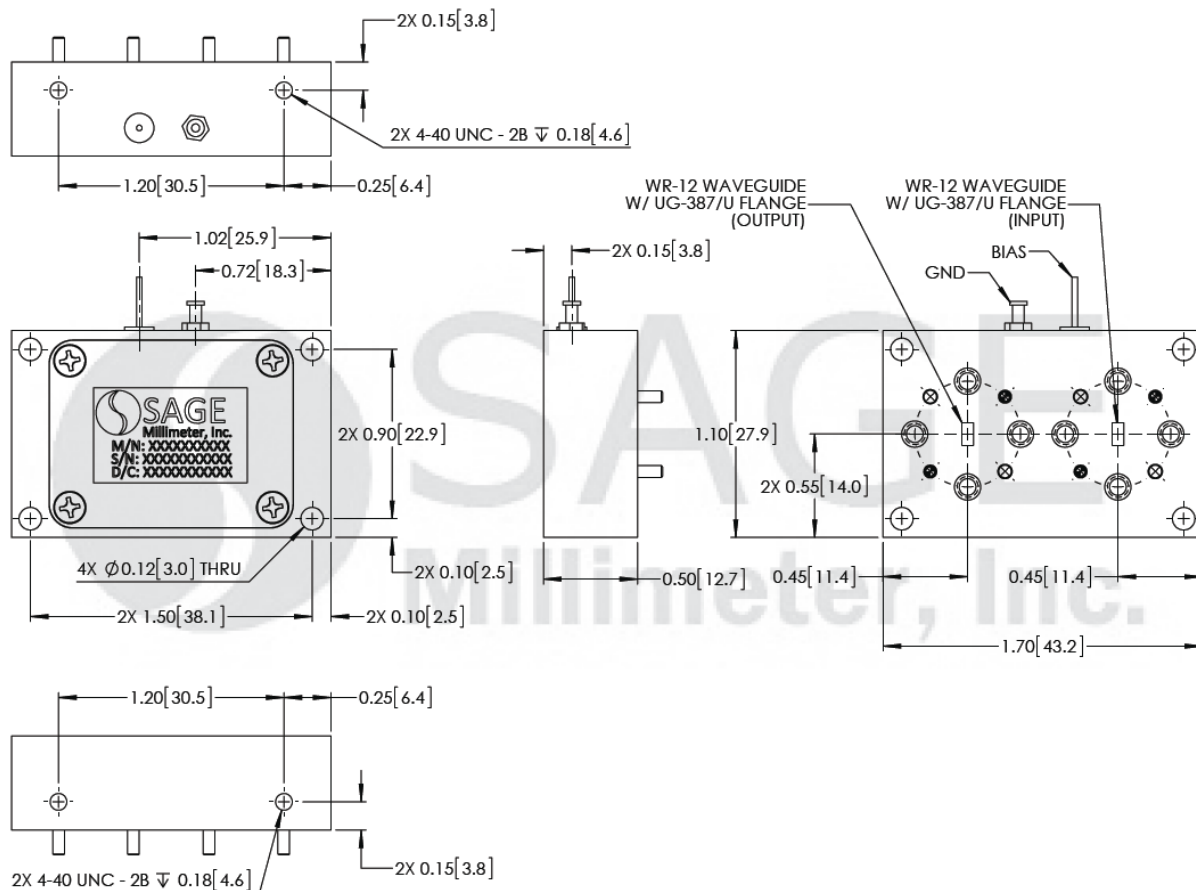 2X 0.15[3.8]
2X 4-40 UNC - 2B ↧ 0.18[4.6]
1.20[30.5]
0.25[6.4]
1.02[25.9]
0.72[18.3]
SAGE
Millimeter, Inc.
M/N: XXXXXXXXXX
S/N: XXXXXXXXXXX
D/C: XXXXXXXXXXX
2X 0.90[22.9]
4X Ø0.12[3.0] THRU
2X 0.10[2.5]
2X 1.50[38.1]
2X 0.10[2.5]
2X 0.15[3.8]
0.50[12.7]
WR-12 WAVEGUIDE
W/ UG-387/U FLANGE
(OUTPUT)
WR-12 WAVEGUIDE
W/ UG-387/U FLANGE
(INPUT)
BIAS
GND
1.10[27.9]
2X 0.55[14.0]
0.45[11.4]
0.45[11.4]
1.70[43.2]
SAGE
Millimeter, Inc.
1.20[30.5]
0.25[6.4]
2X 0.15[3.8]
2X 4-40 UNC - 2B ↧ 0.18[4.6]